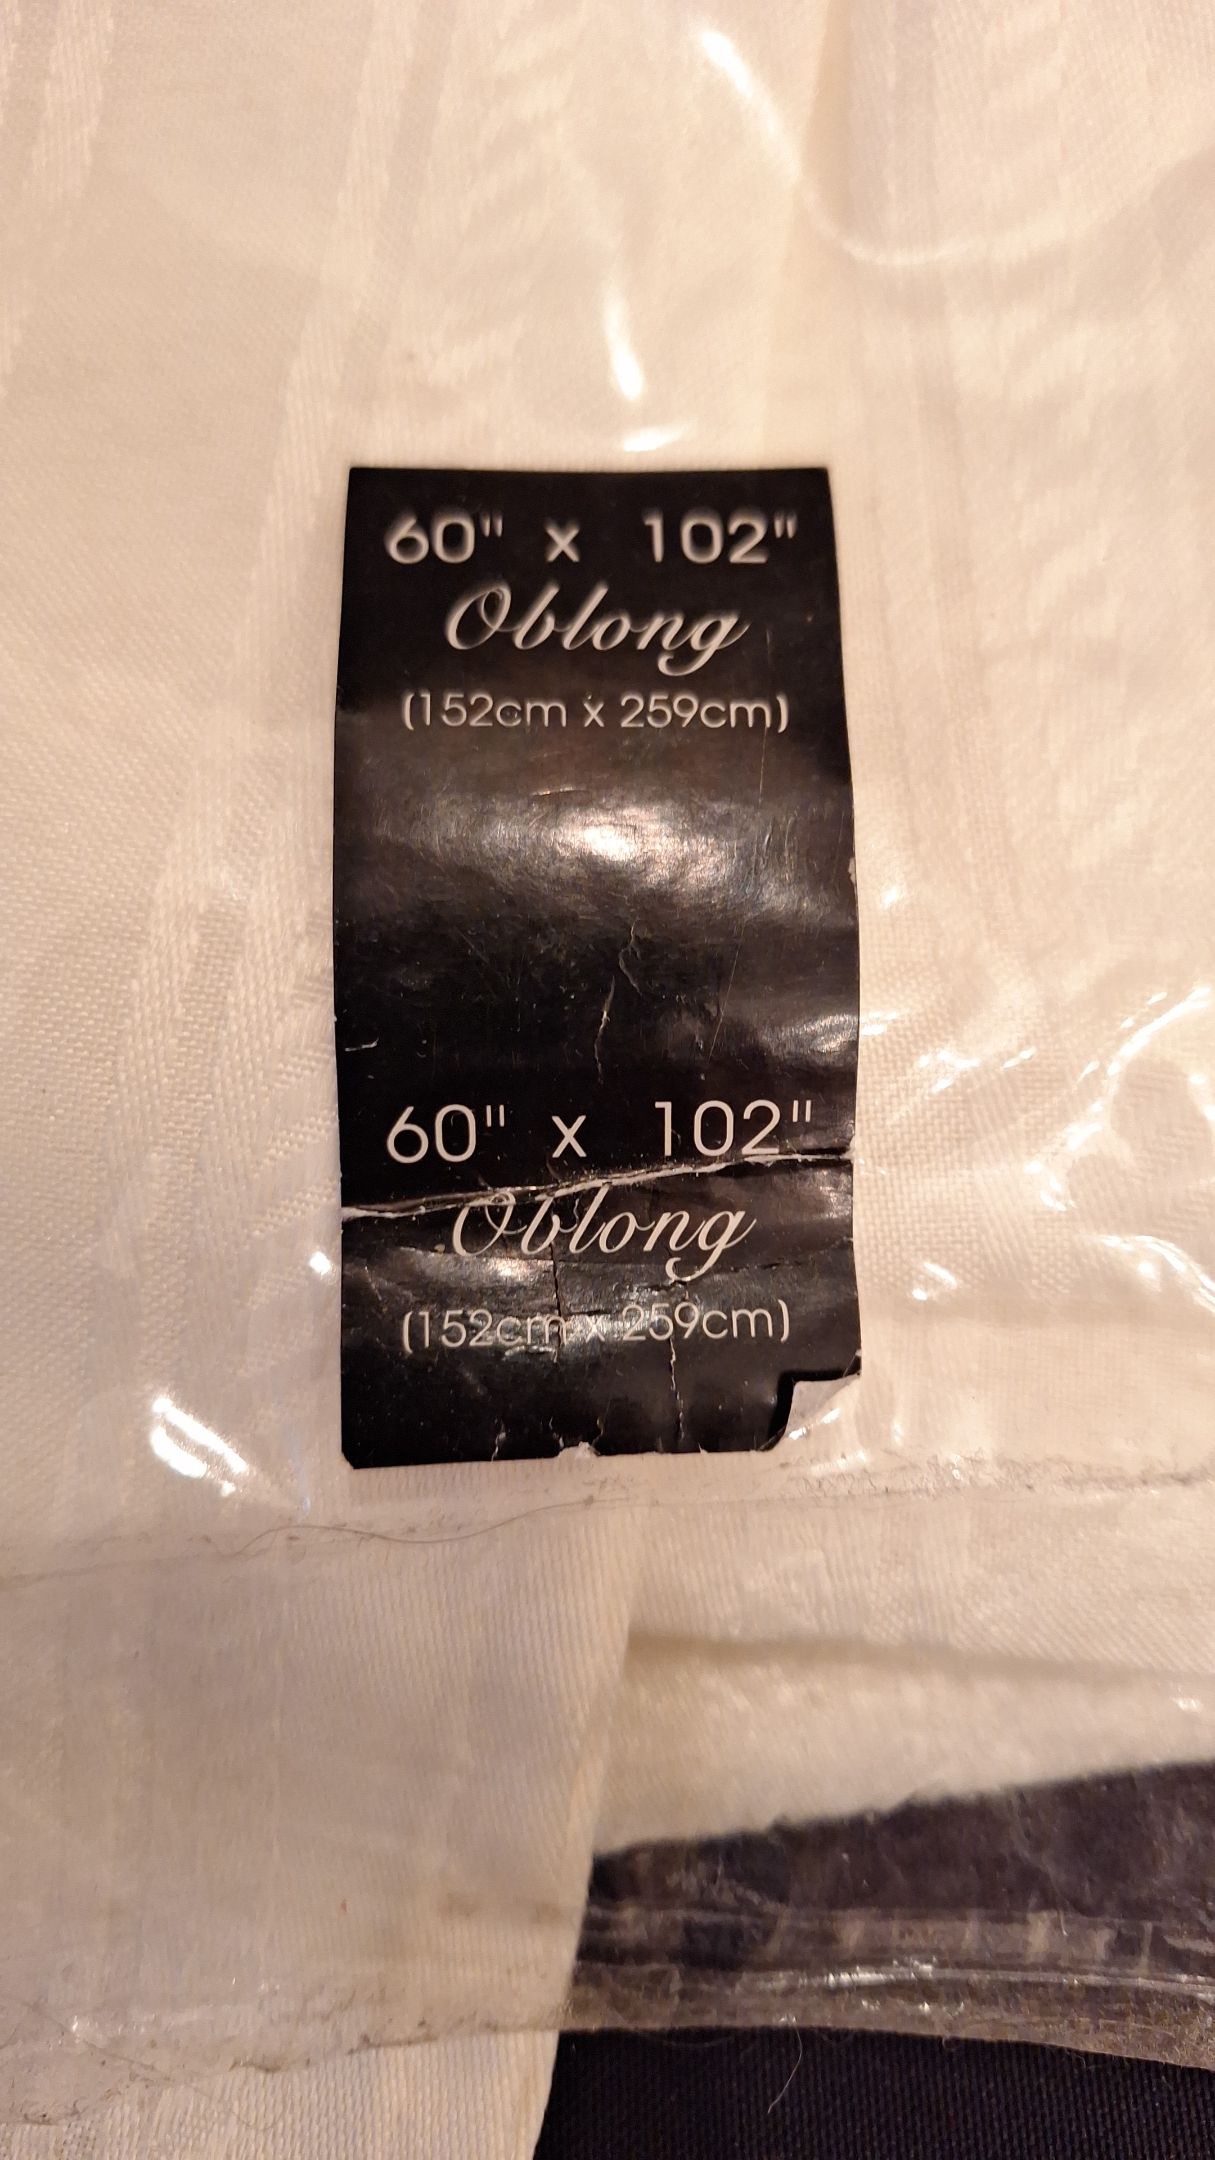 60" x 102"
Oblong
(152cm x 259cm)
60" x 102"
Oblong
(152cm x 259cm)